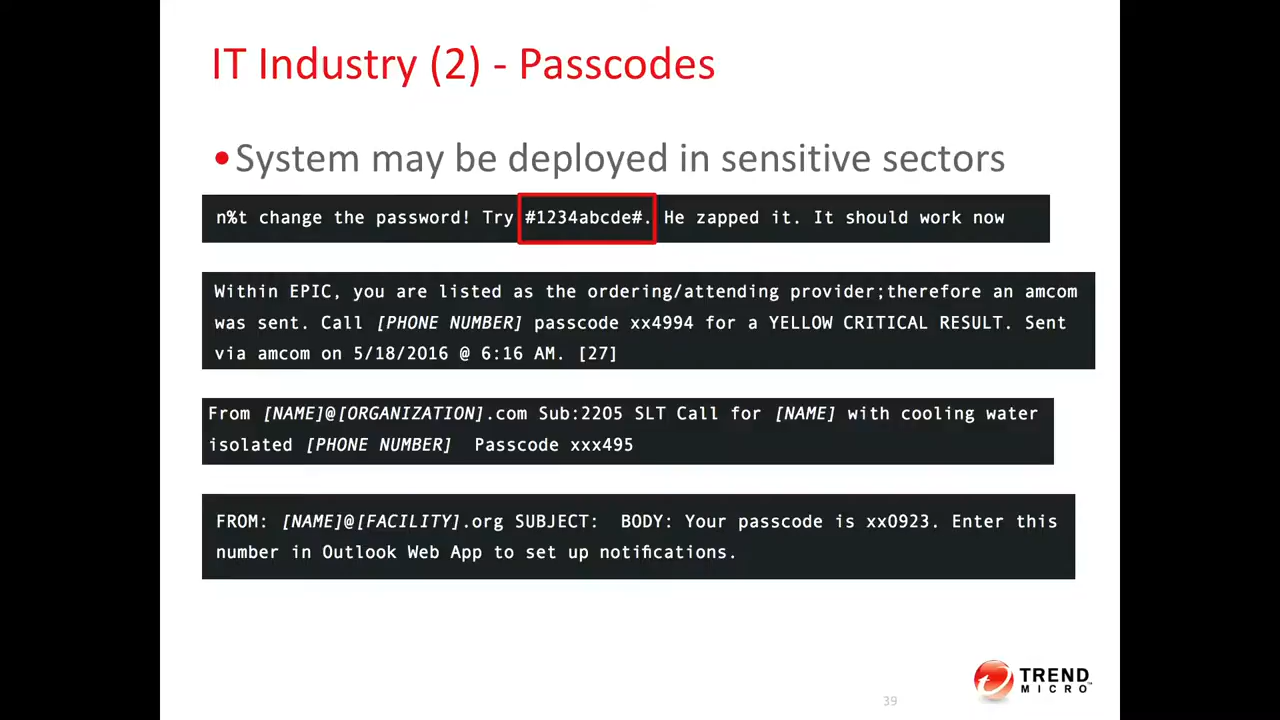 IT Industry (2) - Passcodes
•System may be deployed in sensitive sectors
n%t change the password! Try #1234abcde#. He zapped it. It should work now
Within EPIC, you are listed as the ordering/attending provider;therefore an amcom
was sent. Call [PHONE NUMBER] passcode xx4994 for a YELLOW CRITICAL RESULT. Sent
via amcom on 5/18/2016 @ 6:16 AM. [27]
From [NAME]@[ORGANIZATION].com Sub:2205 SLT Call for [NAME] with cooling water
isolated [PHONE NUMBER]  Passcode xxx495
FROM: [NAME]@[FACILITY].org SUBJECT:  BODY: Your passcode is xx0923. Enter this
number in Outlook Web App to set up notifications.
39
TREND
MICRO